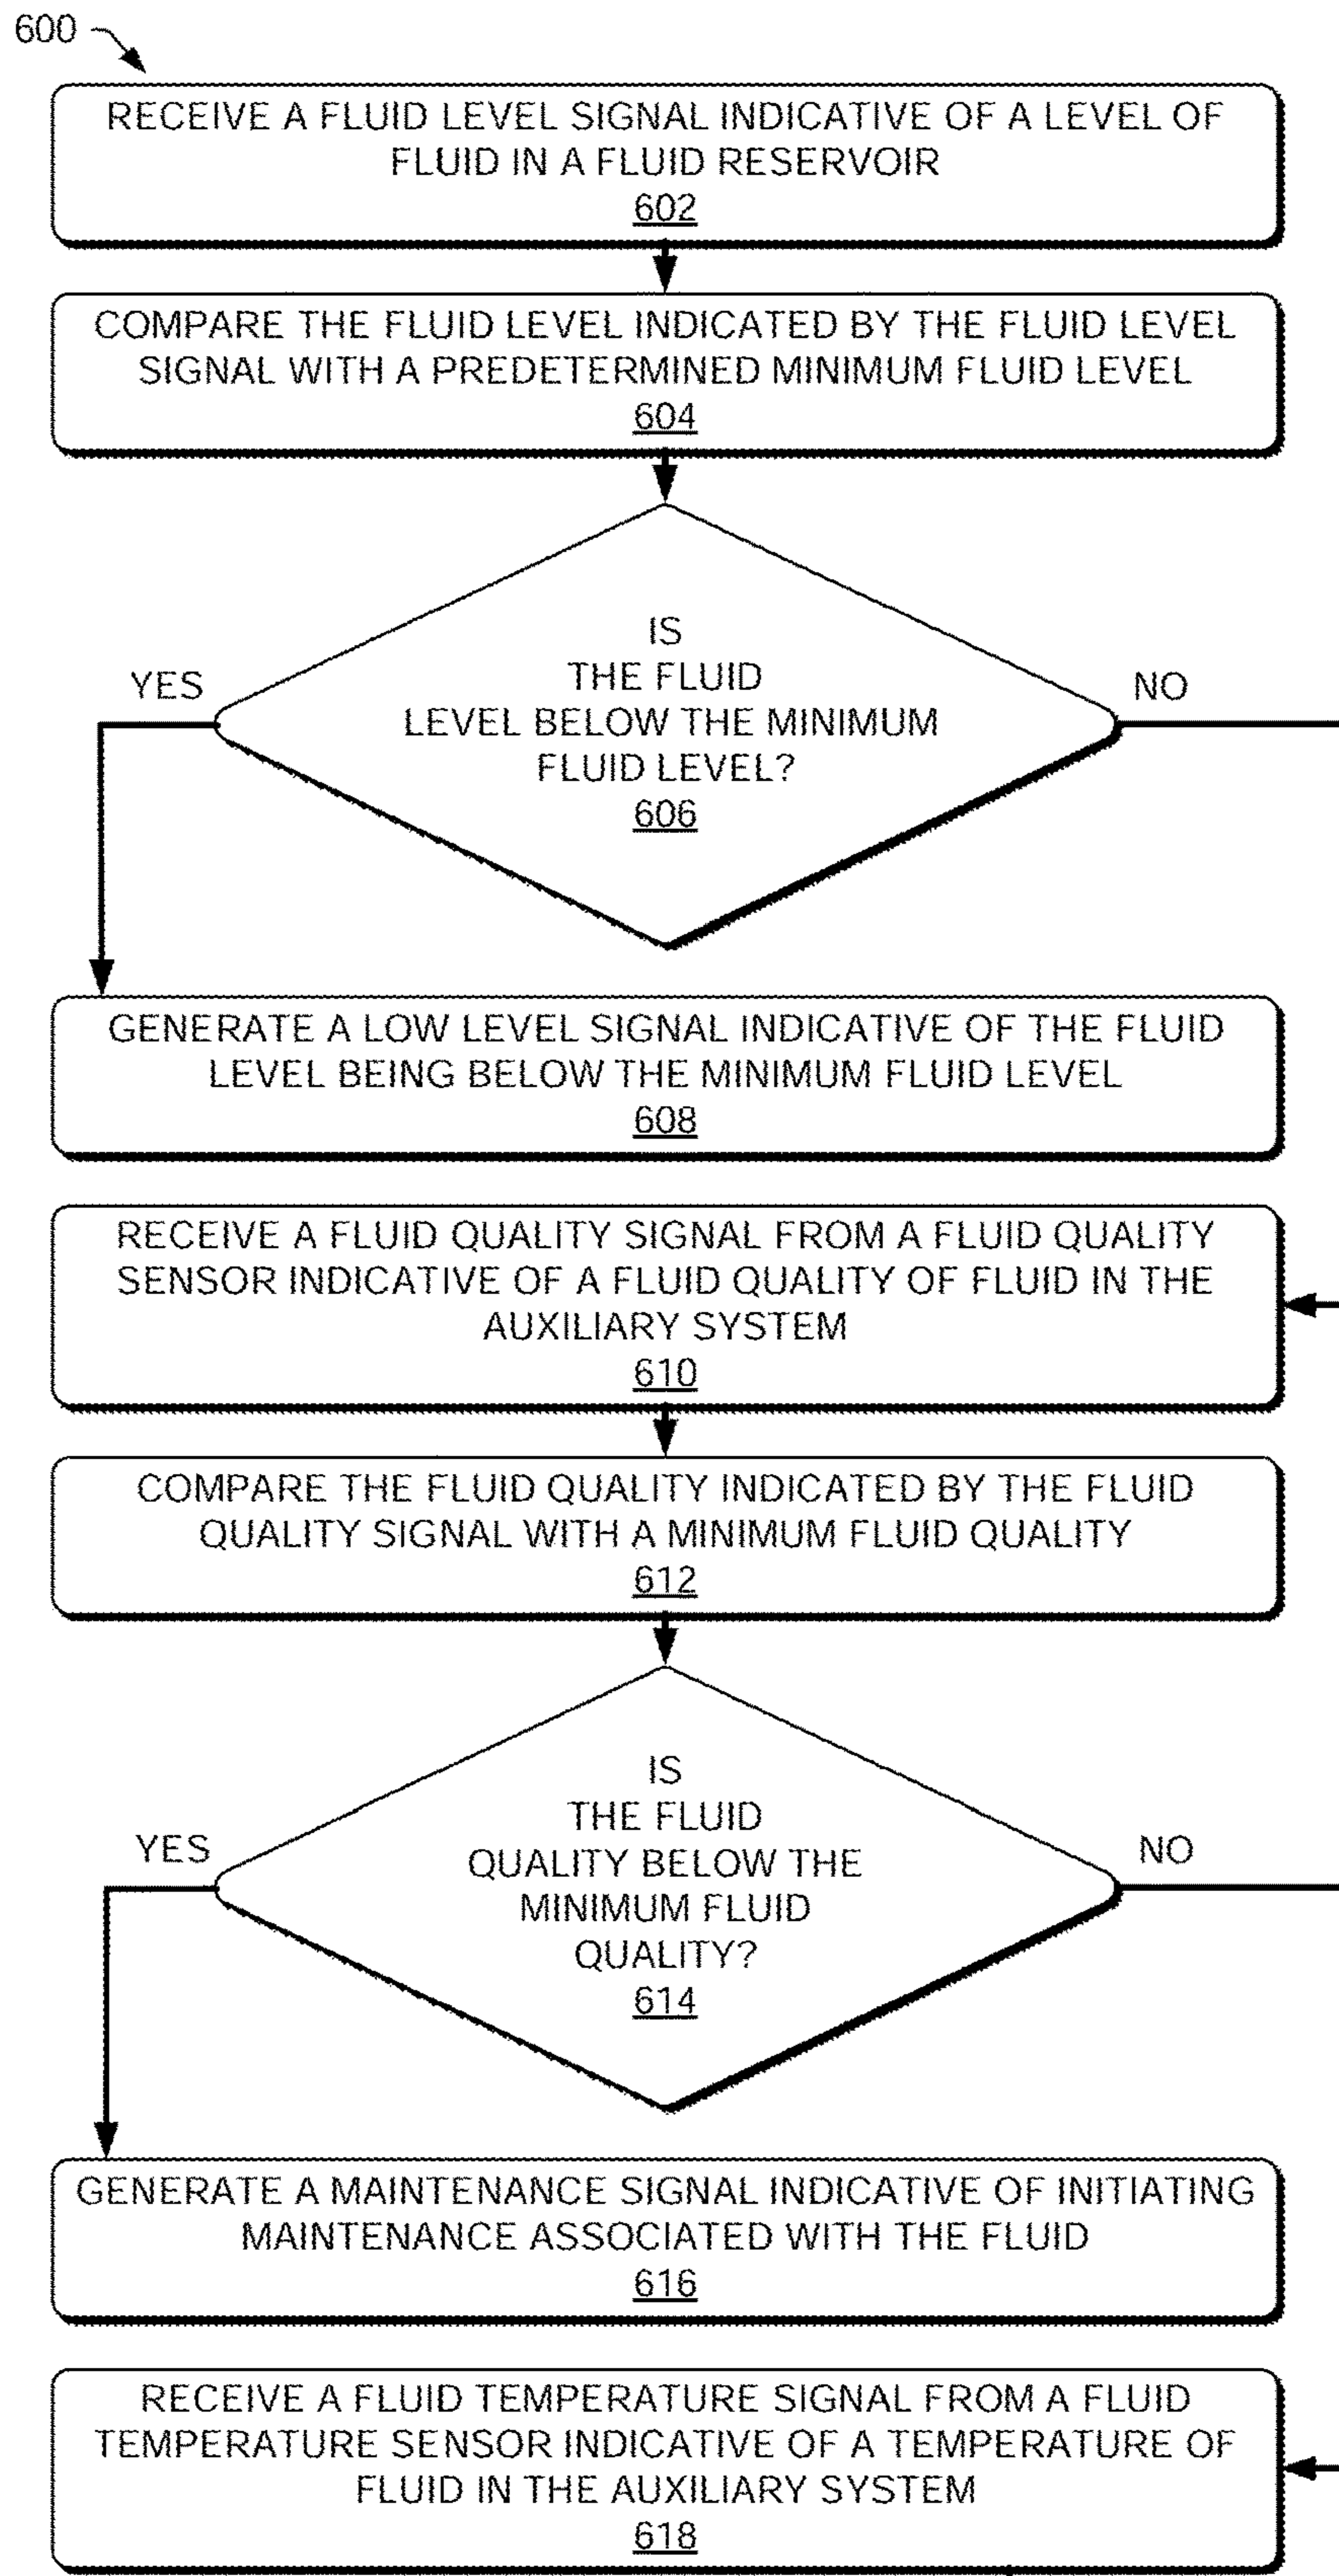 600
RECEIVE A FLUID LEVEL SIGNAL INDICATIVE OF A LEVEL OF
FLUID IN A FLUID RESERVOIR
602
COMPARE THE FLUID LEVEL INDICATED BY THE FLUID LEVEL
SIGNAL WITH A PREDETERMINED MINIMUM FLUID LEVEL
604
IS
THE FLUID
LEVEL BELOW THE MINIMUM
FLUID LEVEL?
606
YES
NO
GENERATE A LOW LEVEL SIGNAL INDICATIVE OF THE FLUID
LEVEL BEING BELOW THE MINIMUM FLUID LEVEL
608
RECEIVE A FLUID QUALITY SIGNAL FROM A FLUID QUALITY
SENSOR INDICATIVE OF A FLUID QUALITY OF FLUID IN THE
AUXILIARY SYSTEM
610
COMPARE THE FLUID QUALITY INDICATED BY THE FLUID
QUALITY SIGNAL WITH A MINIMUM FLUID QUALITY
612
IS
THE FLUID
QUALITY BELOW THE
MINIMUM FLUID
QUALITY?
614
YES
NO
GENERATE A MAINTENANCE SIGNAL INDICATIVE OF INITIATING
MAINTENANCE ASSOCIATED WITH THE FLUID
616
RECEIVE A FLUID TEMPERATURE SIGNAL FROM A FLUID
TEMPERATURE SENSOR INDICATIVE OF A TEMPERATURE OF
FLUID IN THE AUXILIARY SYSTEM
618